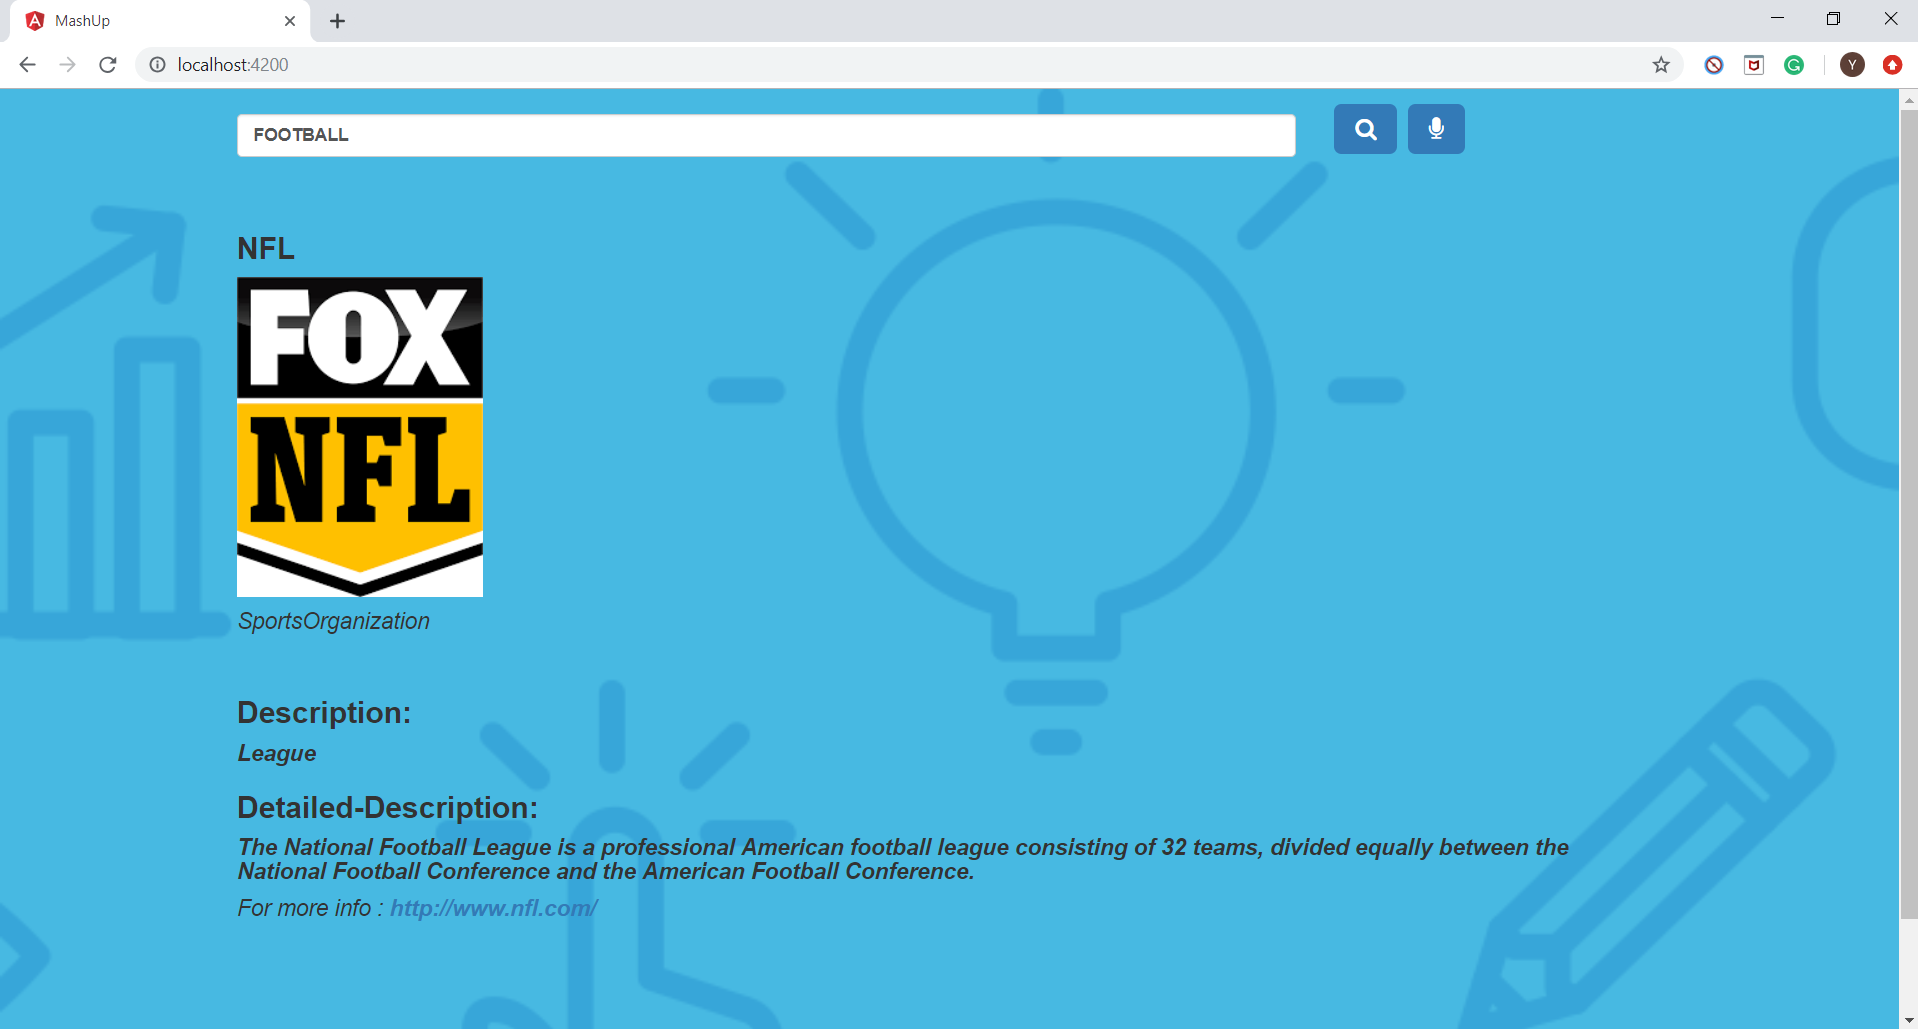 MashUp
localhost:4200
Y
FOOTBALL
NFL
FOX
NFL
SportsOrganization
Description:
League
Detailed-Description:
The National Football League is a professional American football league consisting of 32 teams, divided equally between the
National Football Conference and the American Football Conference.
For more info : http://www.nfl.com/